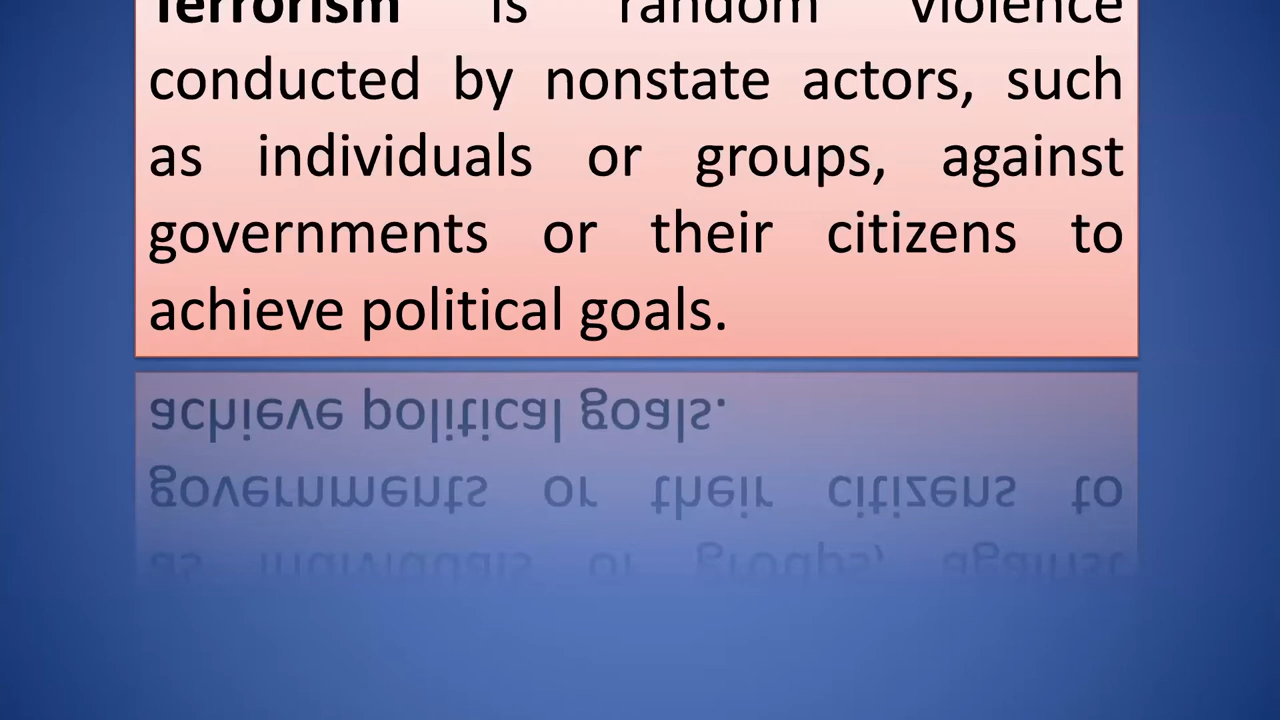 Terrorism is random violence
conducted by nonstate actors, such
as individuals or groups, against
governments or their citizens to
achieve political goals.